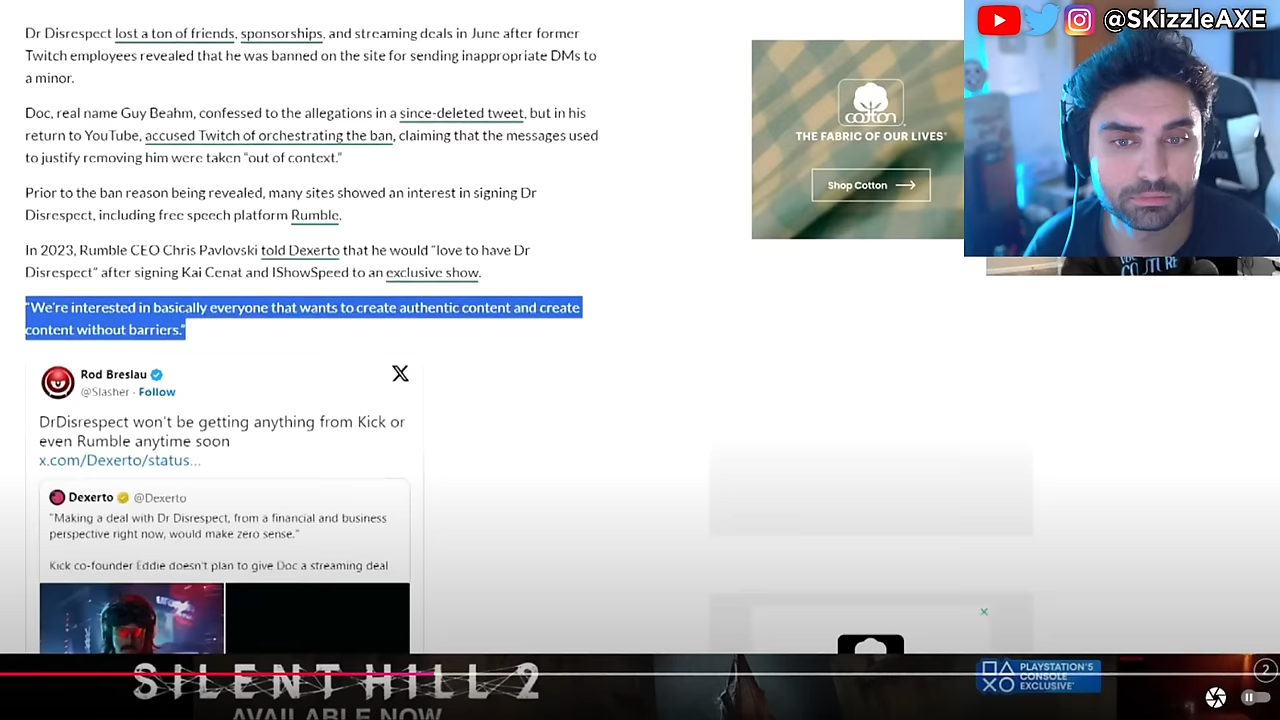 @SKizzleAXE
Dr Disrespect lost a ton of friends, sponsorships, and streaming deals in June after former
Twitch employees revealed that he was banned on the site for sending inappropriate DMs to
a minor.
Doc, real name Guy Beahm, confessed to the allegations in a since-deleted tweet, but in his
return to YouTube, accused Twitch of orchestrating the ban, claiming that the messages used
to justify removing him were taken "out of context."
Prior to the ban reason being revealed, many sites showed an interest in signing Dr
Disrespect, including free speech platform Rumble.
In 2023, Rumble CEO Chris Pavlovski told Dexerto that he would "love to have Dr
Disrespect" after signing Kai Cenat and IShowSpeed to an exclusive show.
"We're interested in basically everyone that wants to create authentic content and create
content without barriers."
cotton
THE FABRIC OF OUR LIVES®
Shop Cotton →
Rod Breslau
@Slasher · Follow
DrDisrespect won't be getting anything from Kick or
even Rumble anytime soon
x.com/Dexerto/status...
Dexerto @Dexerto
"Making a deal with Dr Disrespect, from a financial and business
perspective right now, would make zero sense."
Kick co-founder Eddie doesn't plan to give Doc a streaming deal
SILENT HILL 2
AVAILABLE NOW
PLAYSTATION®5
CONSOLE
EXCLUSIVE
2